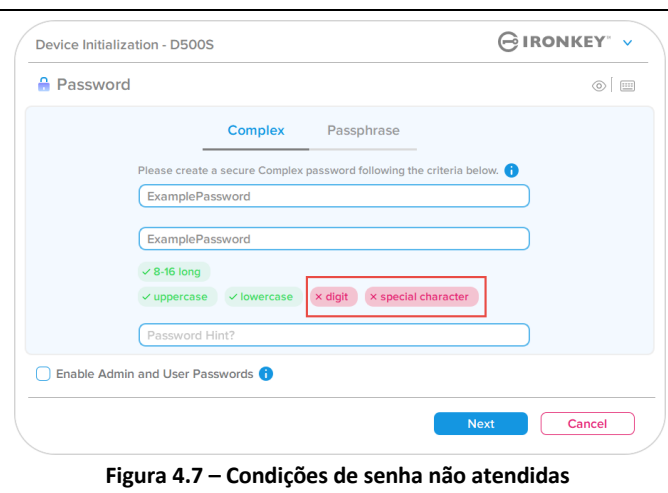 Device Initialization - D500S IRONKEY™
Password
Complex Passphrase
Please create a secure Complex password following the criteria below.
ExamplePassword
ExamplePassword
✓ 8-16 long
✓ uppercase ✓ lowercase × digit × special character
Password Hint?
Enable Admin and User Passwords
Next Cancel
Figura 4.7 – Condições de senha não atendidas